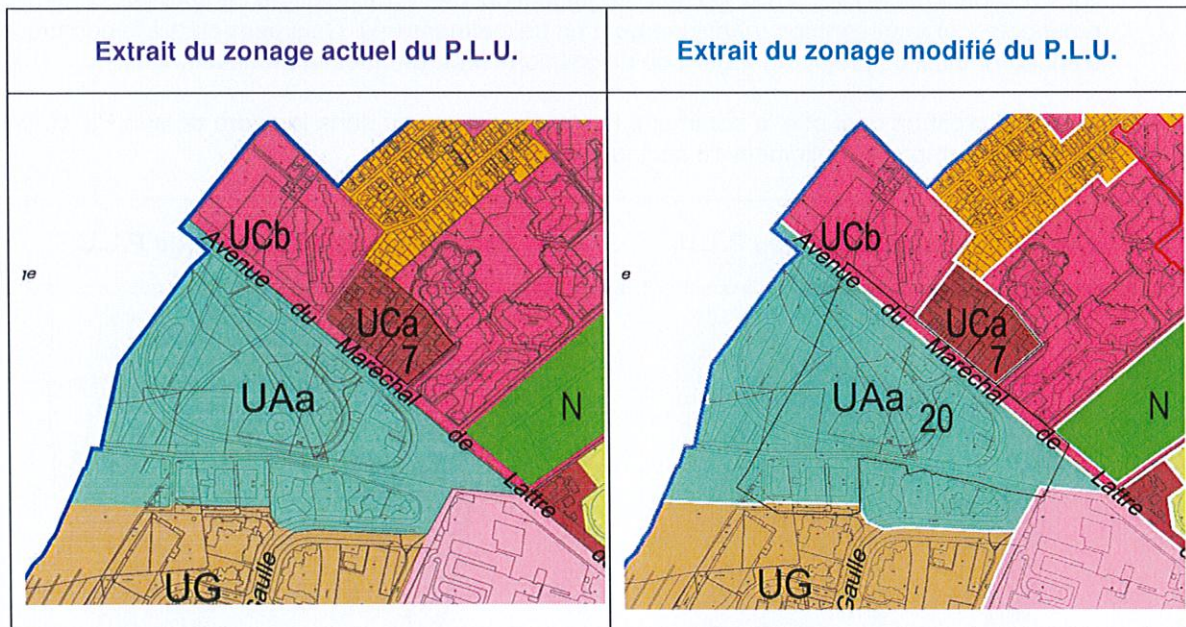 Extrait du zonage actuel du P.L.U.
Extrait du zonage modifié du P.L.U.
UCb
Avenue du Maréchal de Lattre
ge
UCa
7
UAa
N
UG
Gaulle
UCb
Avenue du Maréchal de Lattre d
e
UCa
7
UAa
20
N
UG
Gaulle